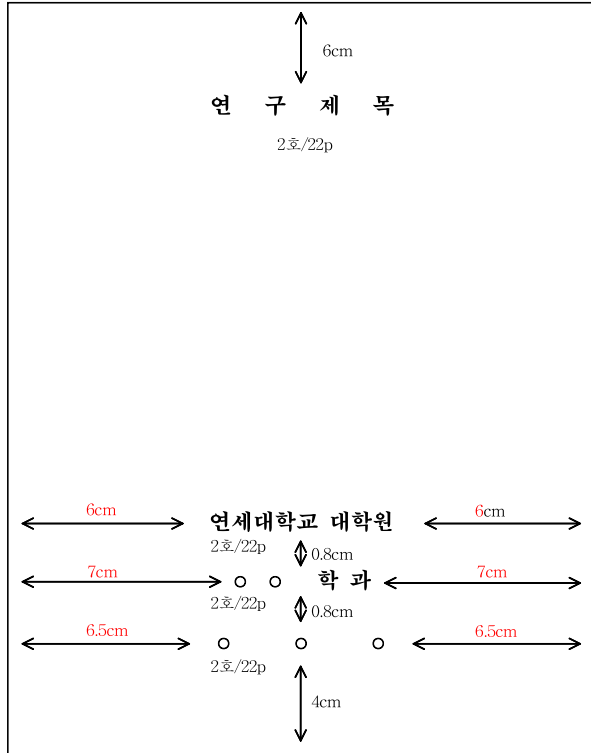 6cm
연 구 제 목
2호/22p
6cm 연세대학교 대학원 6cm
2호/22p 0.8cm
7cm ○ ○ 학 과 7cm
2호/22p 0.8cm
6.5cm ○ ○ ○ 6.5cm
2호/22p
4cm